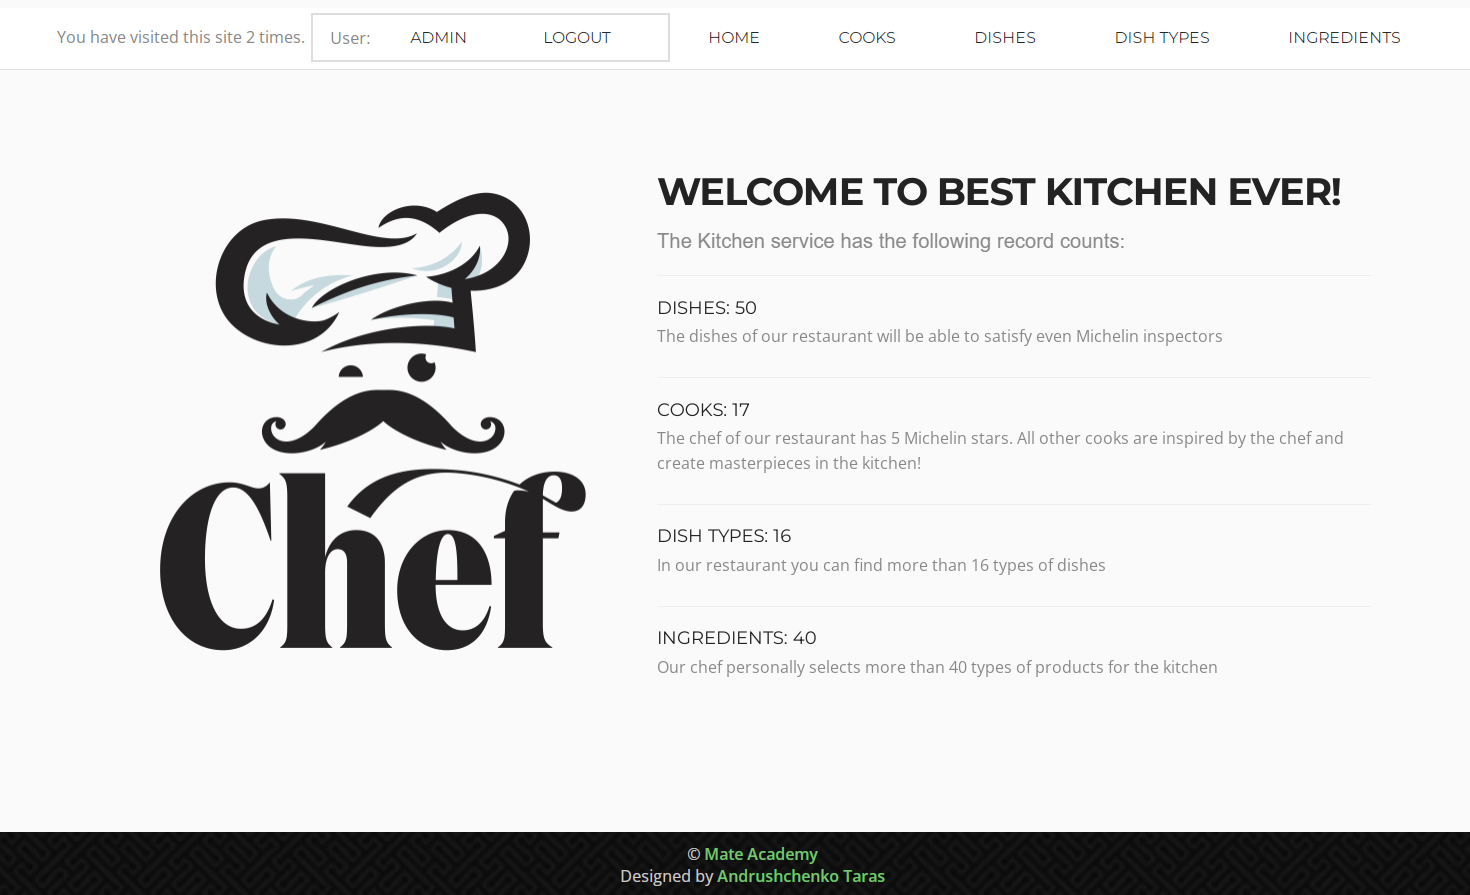 You have visited this site 2 times. User: ADMIN LOGOUT HOME COOKS DISHES DISH TYPES INGREDIENTS
Chef
WELCOME TO BEST KITCHEN EVER!
The Kitchen service has the following record counts:
DISHES: 50
The dishes of our restaurant will be able to satisfy even Michelin inspectors
COOKS: 17
The chef of our restaurant has 5 Michelin stars. All other cooks are inspired by the chef and
create masterpieces in the kitchen!
DISH TYPES: 16
In our restaurant you can find more than 16 types of dishes
INGREDIENTS: 40
Our chef personally selects more than 40 types of products for the kitchen
© Mate Academy
Designed by Andrushchenko Taras